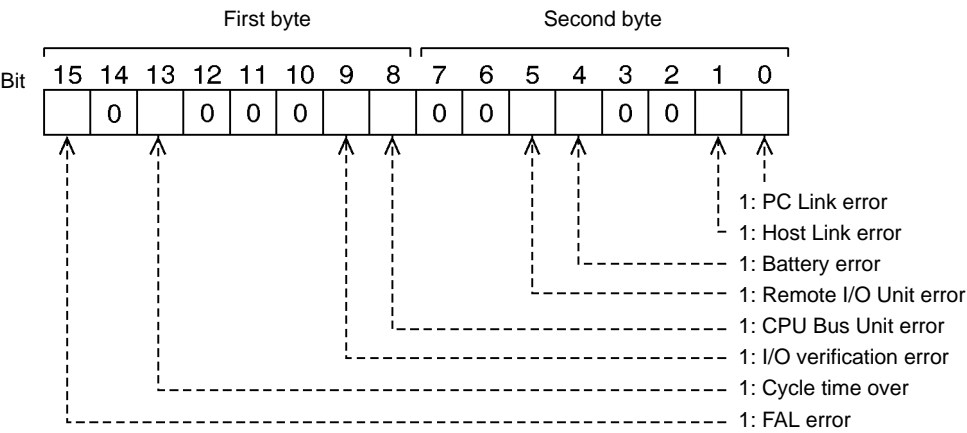 First byte Second byte
Bit 15 14 13 12 11 10 9 8 7 6 5 4 3 2 1 0
0 0 0 0 0 0 0 0
1: PC Link error
1: Host Link error
1: Battery error
1: Remote I/O Unit error
1: CPU Bus Unit error
1: I/O verification error
1: Cycle time over
1: FAL error